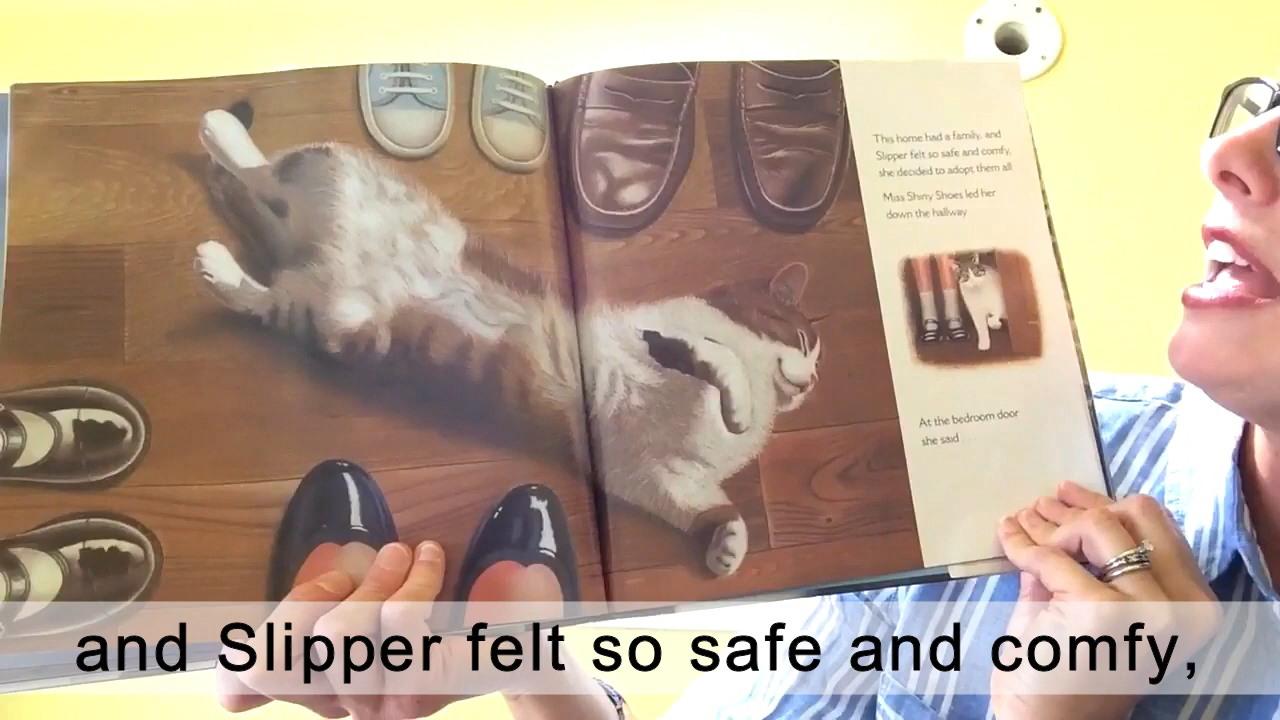 This home had a family, and
Slipper felt so safe and comfy,
she decided to adopt them all
Miss Shiny Shoes led her
down the hallway
At the bedroom door
she said
and Slipper felt so safe and comfy,